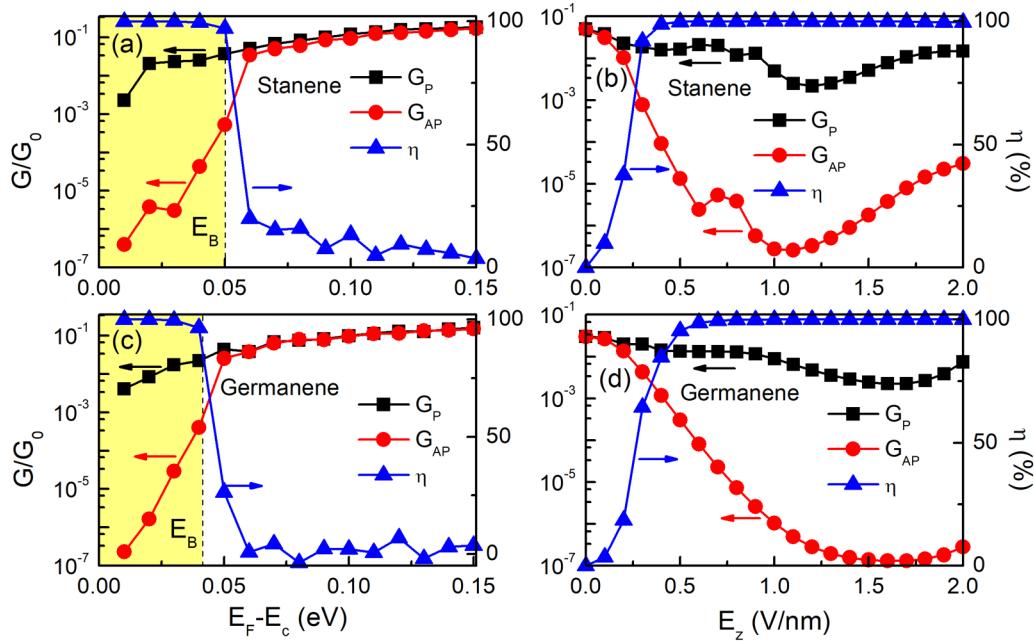 (a)
G/G₀
10⁻¹
10⁻³
10⁻⁵
10⁻⁷
Stanene
G_P
G_AP
η
E_B
100
50
0
0.00 0.05 0.10 0.15
(b)
10⁻¹
10⁻³
10⁻⁵
10⁻⁷
Stanene
G_P
G_AP
η
100
50
0
η (%)
0.0 0.5 1.0 1.5 2.0
(c)
G/G₀
10⁻¹
10⁻³
10⁻⁵
10⁻⁷
Germanene
G_P
G_AP
η
E_B
100
50
0
0.00 0.05 0.10 0.15
E_F-E_c (eV)
(d)
10⁻¹
10⁻³
10⁻⁵
10⁻⁷
Germanene
G_P
G_AP
η
100
50
0
η (%)
0.0 0.5 1.0 1.5 2.0
E_z (V/nm)